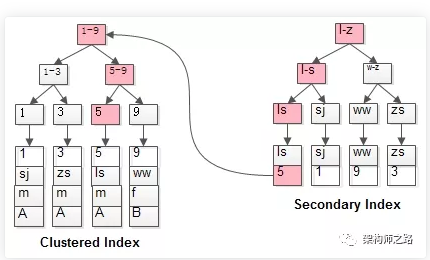 1-9
1-3
5-9
1
3
5
9
1
3
5
9
sj
zs
ls
ww
m
m
m
f
A
A
A
B
Clustered Index
l-z
l-s
w-z
ls
sj
ww
zs
ls
sj
ww
zs
5
1
9
3
Secondary Index
架构师之路